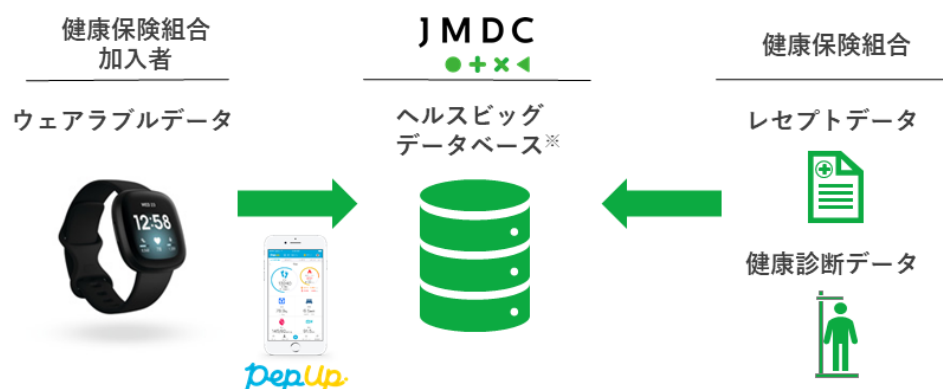 健康保険組合
加入者
ウェアラブルデータ
12:58
PepUp
JMDC
ヘルスビッグ
データベース※
健康保険組合
レセプトデータ
健康診断データ